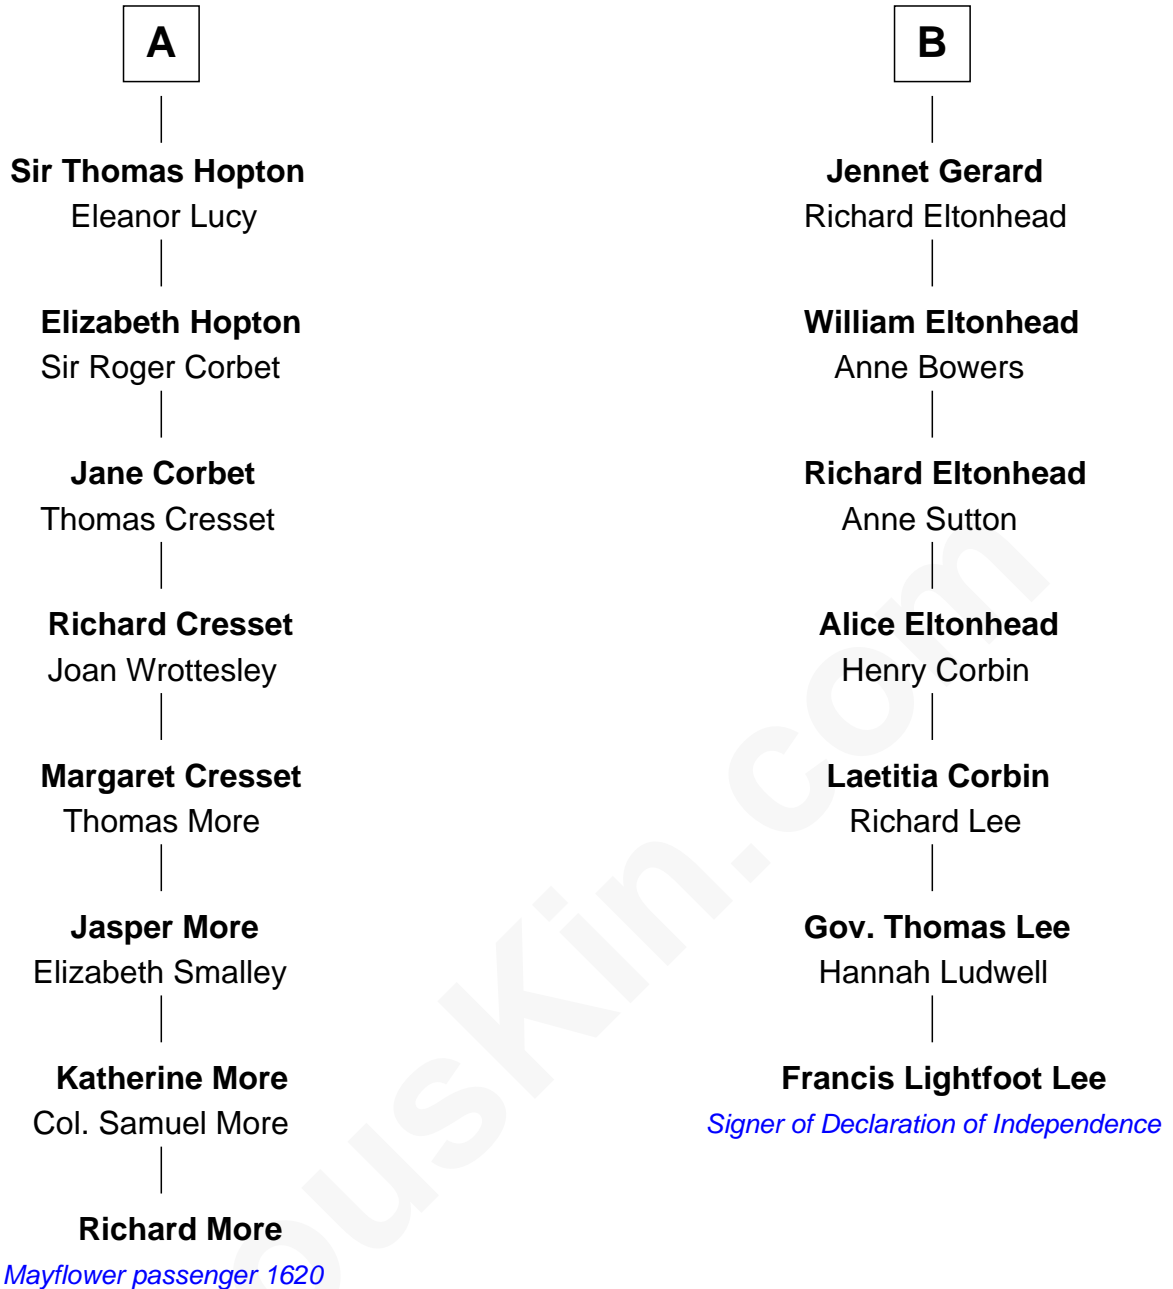 A
Sir Thomas Hopton
Eleanor Lucy
Elizabeth Hopton
Sir Roger Corbet
Jane Corbet
Thomas Cresset
Richard Cresset
Joan Wrottesley
Margaret Cresset
Thomas More
Jasper More
Elizabeth Smalley
Katherine More
Col. Samuel More
Richard More
Mayflower passenger 1620
B
Jennet Gerard
Richard Eltonhead
William Eltonhead
Anne Bowers
Richard Eltonhead
Anne Sutton
Alice Eltonhead
Henry Corbin
Laetitia Corbin
Richard Lee
Gov. Thomas Lee
Hannah Ludwell
Francis Lightfoot Lee
Signer of Declaration of Independence
ousKin.com